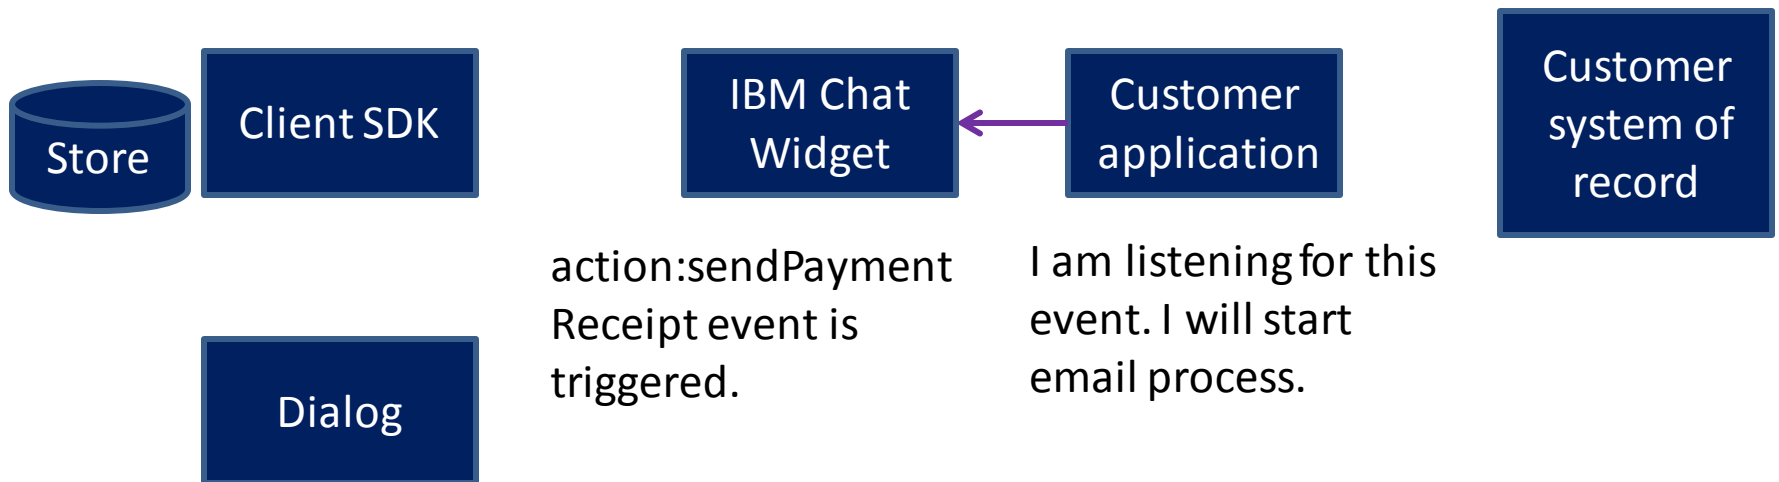 Store
Client SDK
IBM Chat
Widget
Customer
application
Customer
system of
record
action:sendPayment
Receipt event is
triggered.
I am listening for this
event. I will start
email process.
Dialog